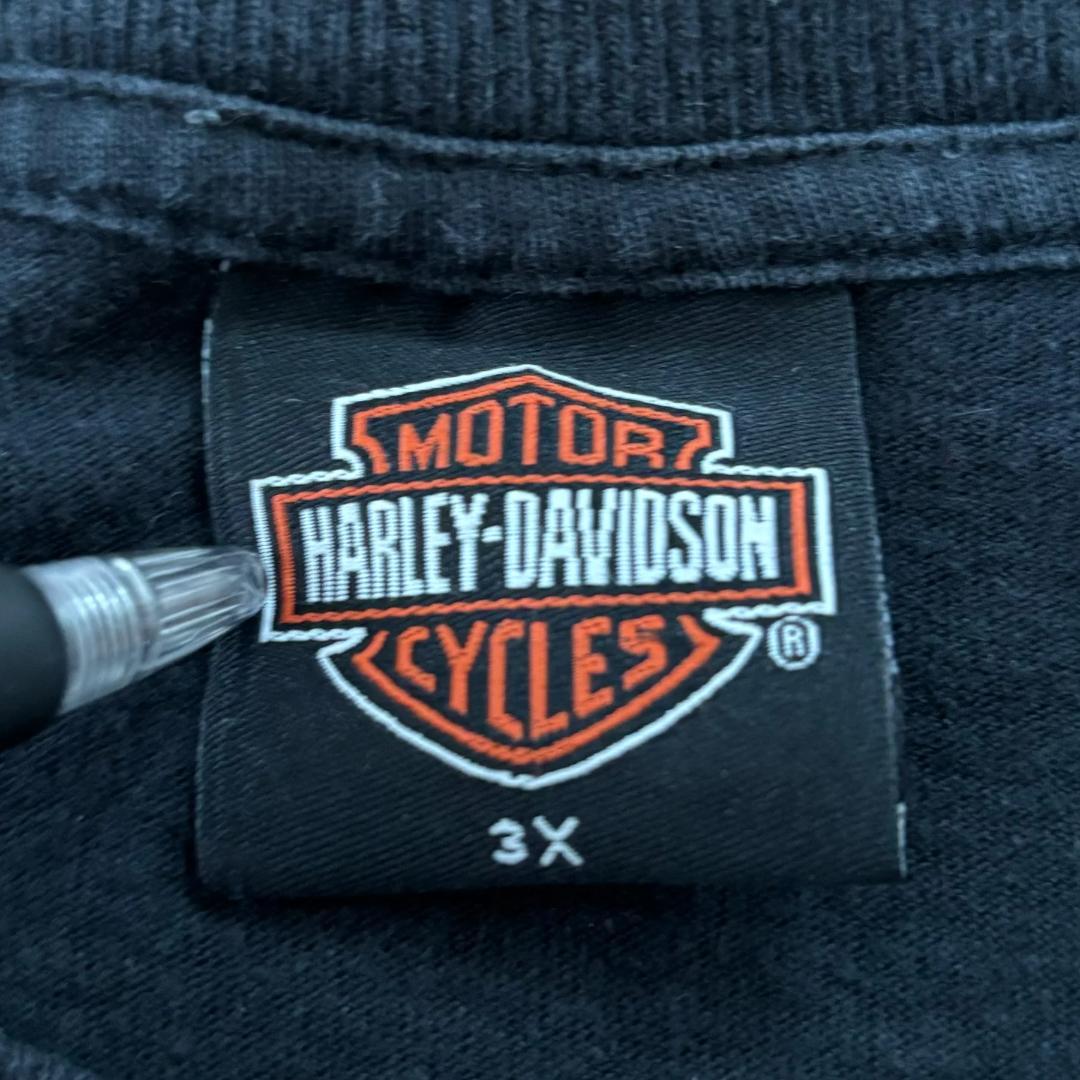 MOTOR
HARLEY-DAVIDSON
CYCLES
®
3X